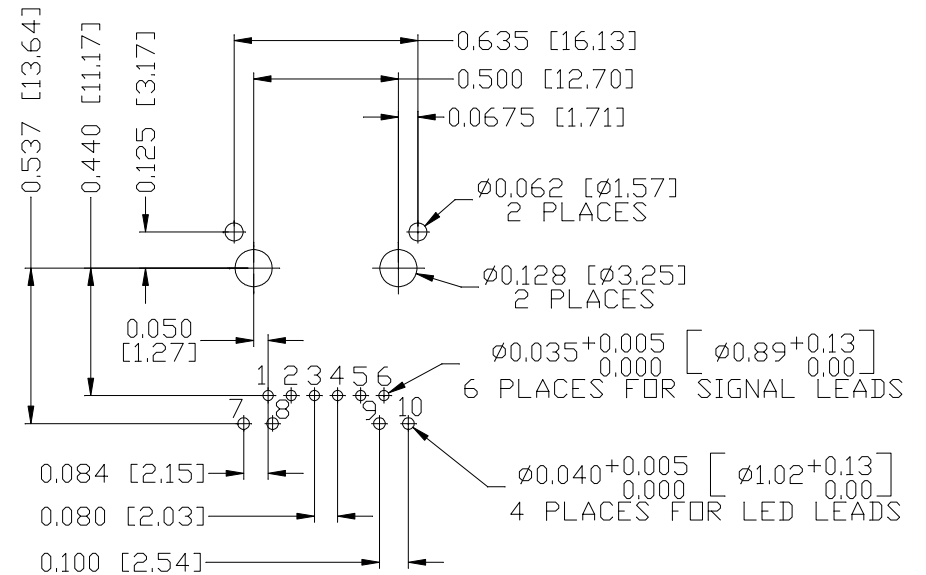 0.537 [13.64]
0.440 [11.17]
0.125 [3.17]
0.635 [16.13]
0.500 [12.70]
0.0675 [1.71]
Ø0.062 [Ø1.57]
2 PLACES
Ø0.128 [Ø3.25]
2 PLACES
0.050
[1.27]
Ø0.035+0.005 [Ø0.89+0.13]
0.000 0.00
6 PLACES FOR SIGNAL LEADS
1 2 3 4 5 6
7 8 9 10
0.084 [2.15]
Ø0.040+0.005 [Ø1.02+0.13]
0.000 0.00
4 PLACES FOR LED LEADS
0.080 [2.03]
0.100 [2.54]